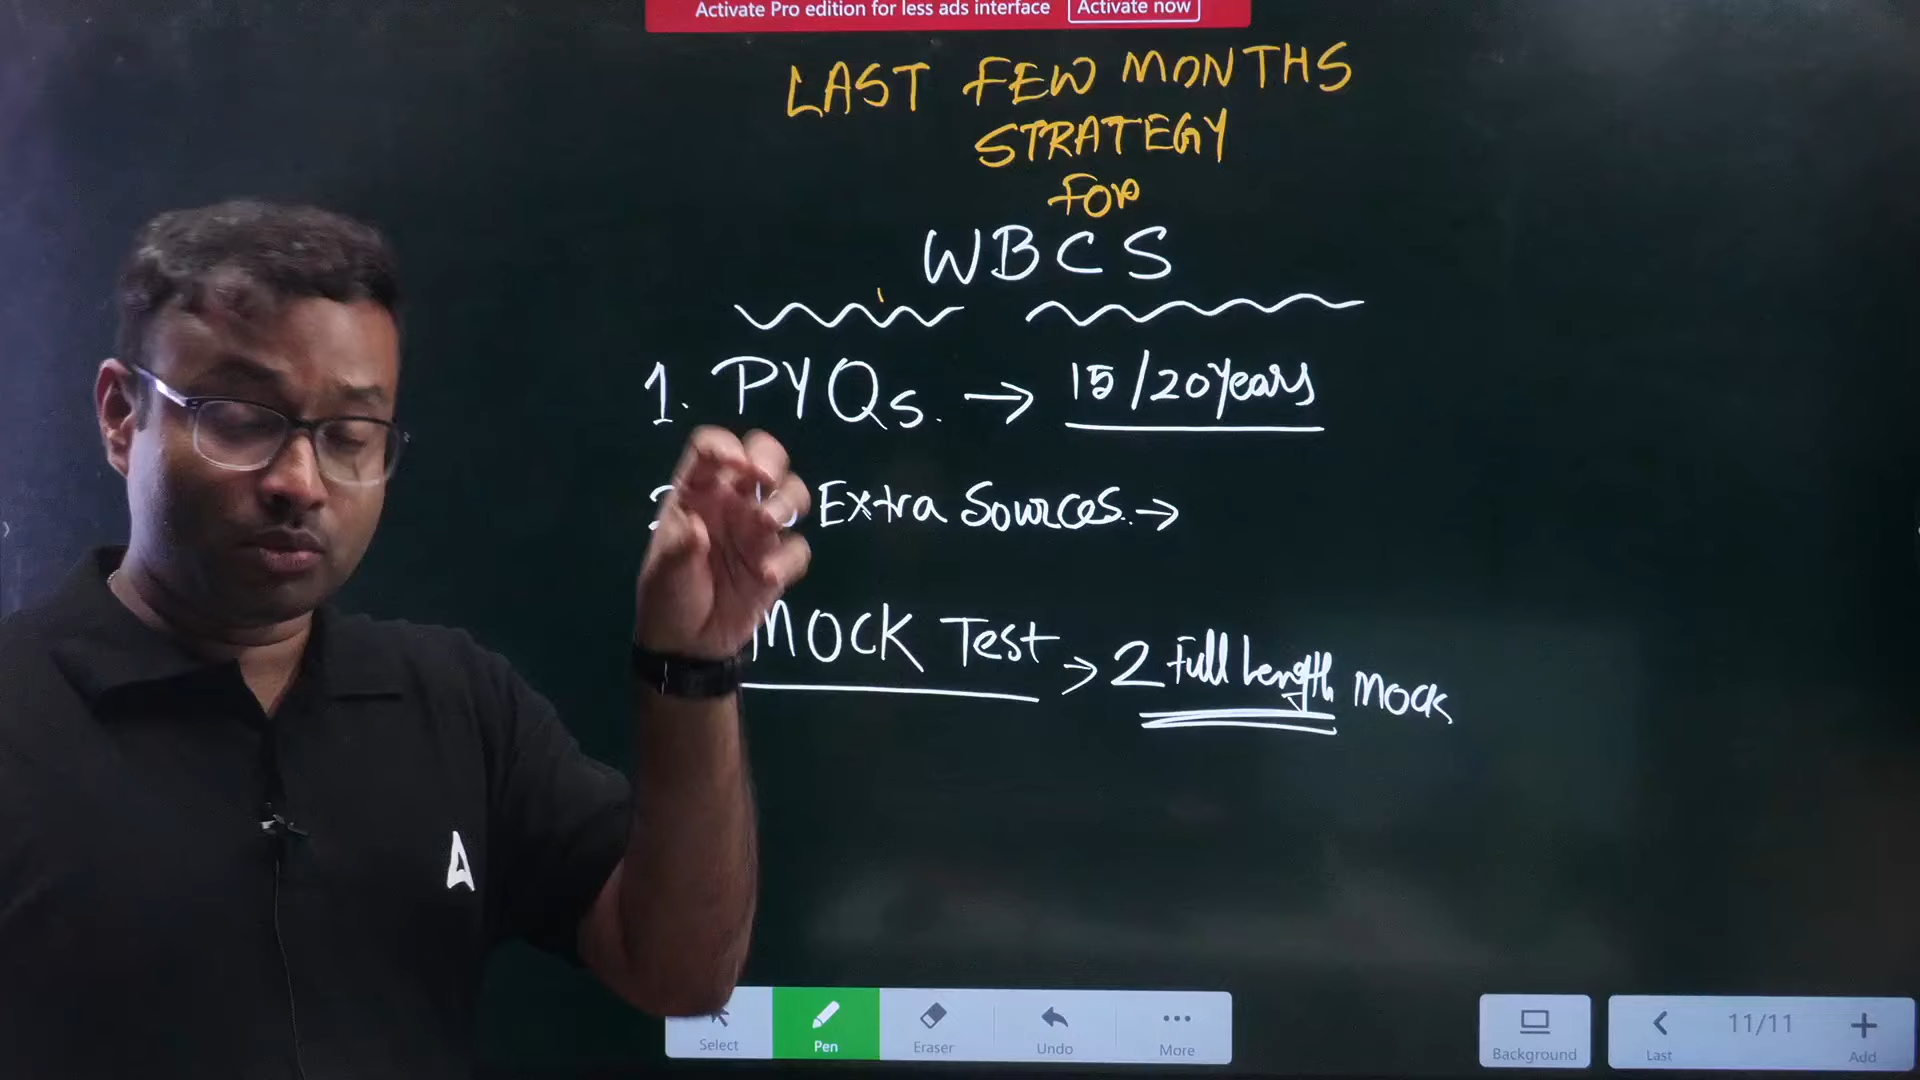 Activate Pro edition for less ads interface Activate now
LAST FEW MONTHS
STRATEGY
FOR
WBCS
1. PYQs. → 15/20 years
Extra Sources. →
MOCK Test → 2 Full Length Mock
A
Select Pen Eraser Undo More
Background
Last 11/11 Add